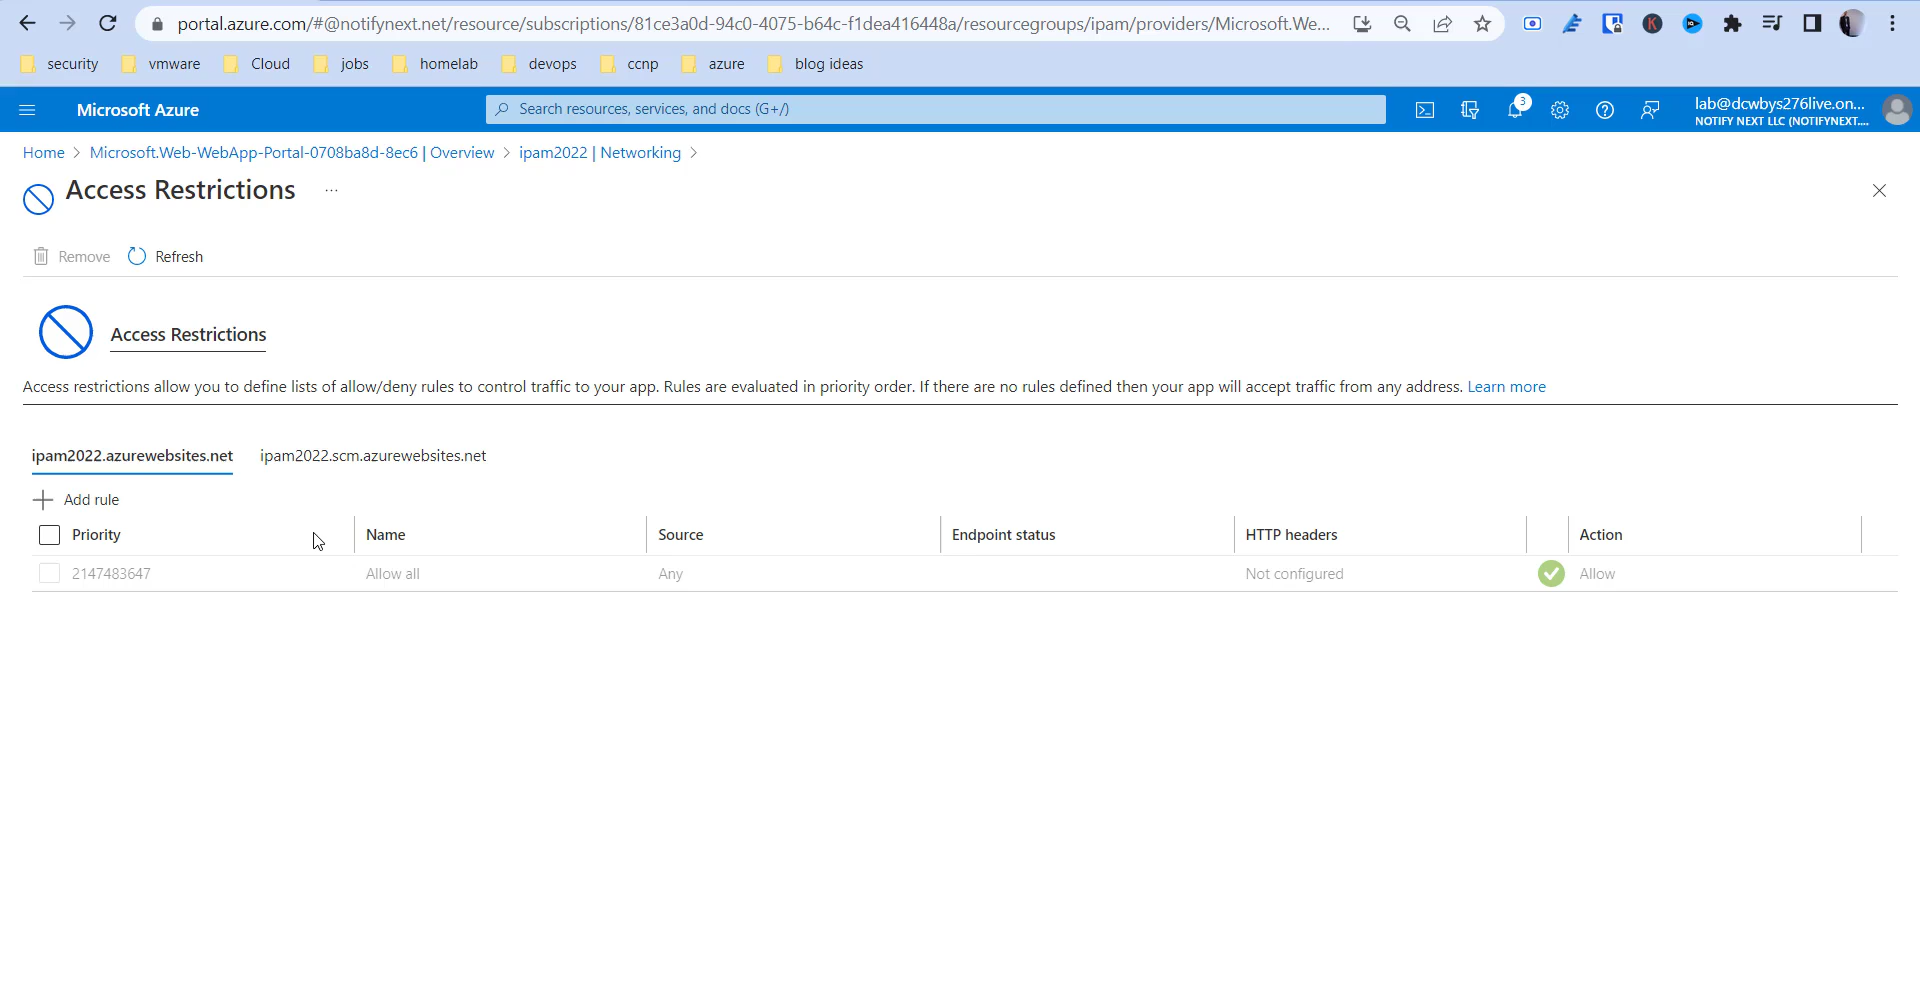 portal.azure.com/#@notifynext.net/resource/subscriptions/81ce3a0d-94c0-4075-b64c-f1dea416448a/resourcegroups/ipam/providers/Microsoft.We...
K
security vmware Cloud jobs homelab devops ccnp azure blog ideas
Microsoft Azure
Search resources, services, and docs (G+/)
3
lab@dcwbys276live.on...
NOTIFY NEXT LLC (NOTIFYNEXT....
Home > Microsoft.Web-WebApp-Portal-0708ba8d-8ec6 | Overview > ipam2022 | Networking >
Access Restrictions ...
Remove Refresh
Access Restrictions
Access restrictions allow you to define lists of allow/deny rules to control traffic to your app. Rules are evaluated in priority order. If there are no rules defined then your app will accept traffic from any address. Learn more
ipam2022.azurewebsites.net ipam2022.scm.azurewebsites.net
Add rule
Priority Name Source Endpoint status HTTP headers Action
2147483647 Allow all Any Not configured Allow